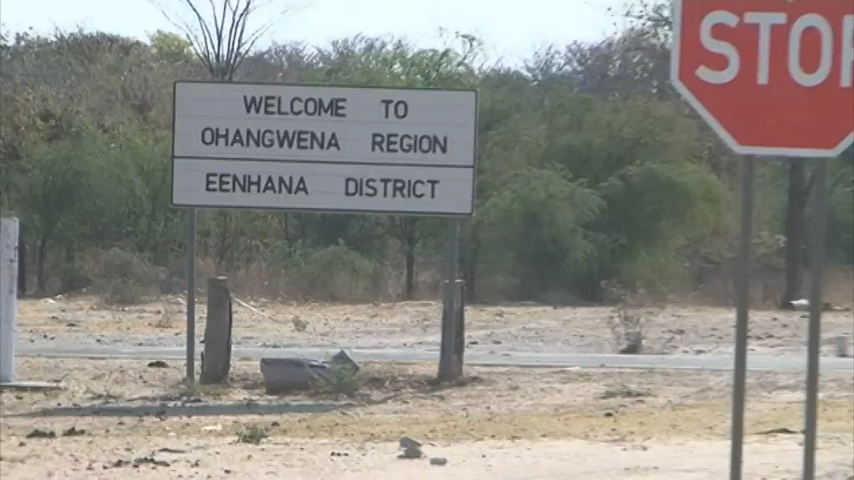 WELCOME TO
OHANGWENA REGION
EENHANA DISTRICT
STOP